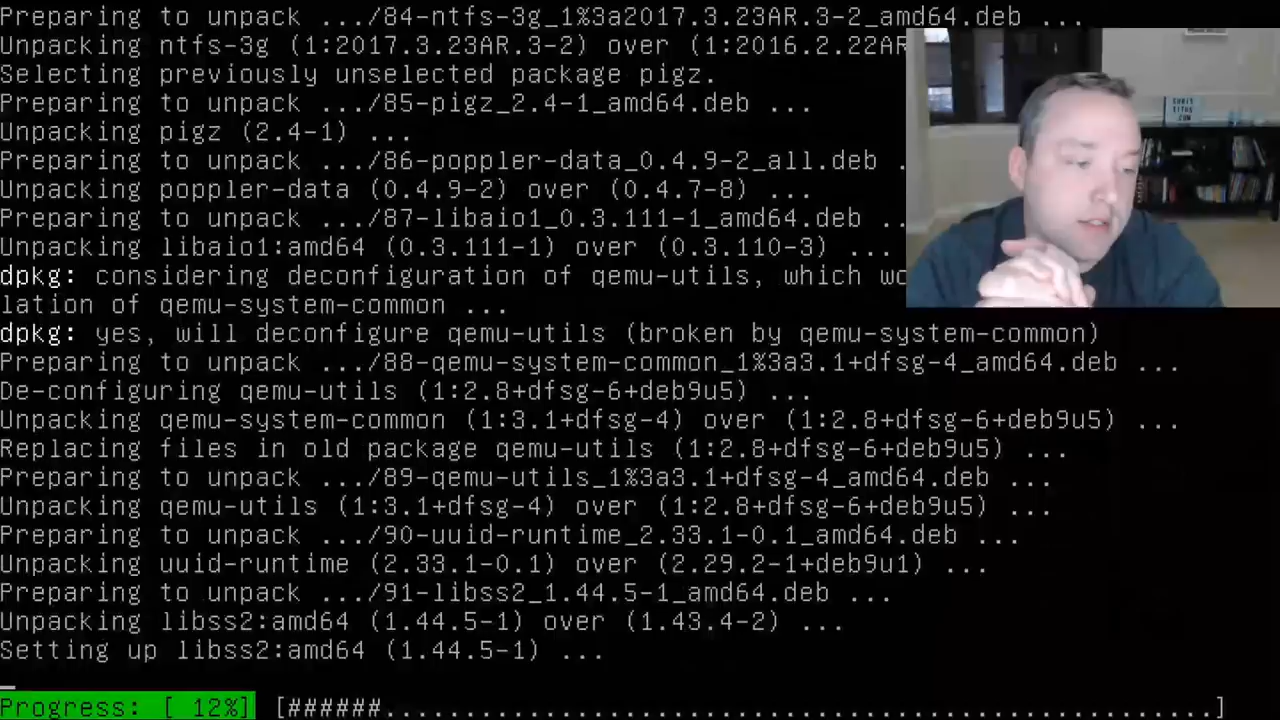 Preparing to unpack .../84-ntfs-3g_1%3a2017.3.23AR.3-2_amd64.deb ...
Unpacking ntfs-3g (1:2017.3.23AR.3-2) over (1:2016.2.22AR
Selecting previously unselected package pigz.
Preparing to unpack .../85-pigz_2.4-1_amd64.deb ...
Unpacking pigz (2.4-1) ...
Preparing to unpack .../86-poppler-data_0.4.9-2_all.deb .
Unpacking poppler-data (0.4.9-2) over (0.4.7-8) ...
Preparing to unpack .../87-libaio1_0.3.111-1_amd64.deb ..
Unpacking libaio1:amd64 (0.3.111-1) over (0.3.110-3) ...
dpkg: considering deconfiguration of qemu-utils, which
lation of qemu-system-common ...
dpkg: yes, will deconfigure qemu-utils (broken by qemu-system-common)
Preparing to unpack .../88-qemu-system-common_1%3a3.1+dfsg-4_amd64.deb ...
De-configuring qemu-utils (1:2.8+dfsg-6+deb9u5) ...
Unpacking qemu-system-common (1:3.1+dfsg-4) over (1:2.8+dfsg-6+deb9u5) ...
Replacing files in old package qemu-utils (1:2.8+dfsg-6+deb9u5) ...
Preparing to unpack .../89-qemu-utils_1%3a3.1+dfsg-4_amd64.deb ...
Unpacking qemu-utils (1:3.1+dfsg-4) over (1:2.8+dfsg-6+deb9u5) ...
Preparing to unpack .../90-uuid-runtime_2.33.1-0.1_amd64.deb ...
Unpacking uuid-runtime (2.33.1-0.1) over (2.29.2-1+deb9u1) ...
Preparing to unpack .../91-libss2_1.44.5-1_amd64.deb ...
Unpacking libss2:amd64 (1.44.5-1) over (1.43.4-2) ...
Setting up libss2:amd64 (1.44.5-1) ...
Progress: [ 12%] [######.....................................................]
CHRIS
TITUS
COM